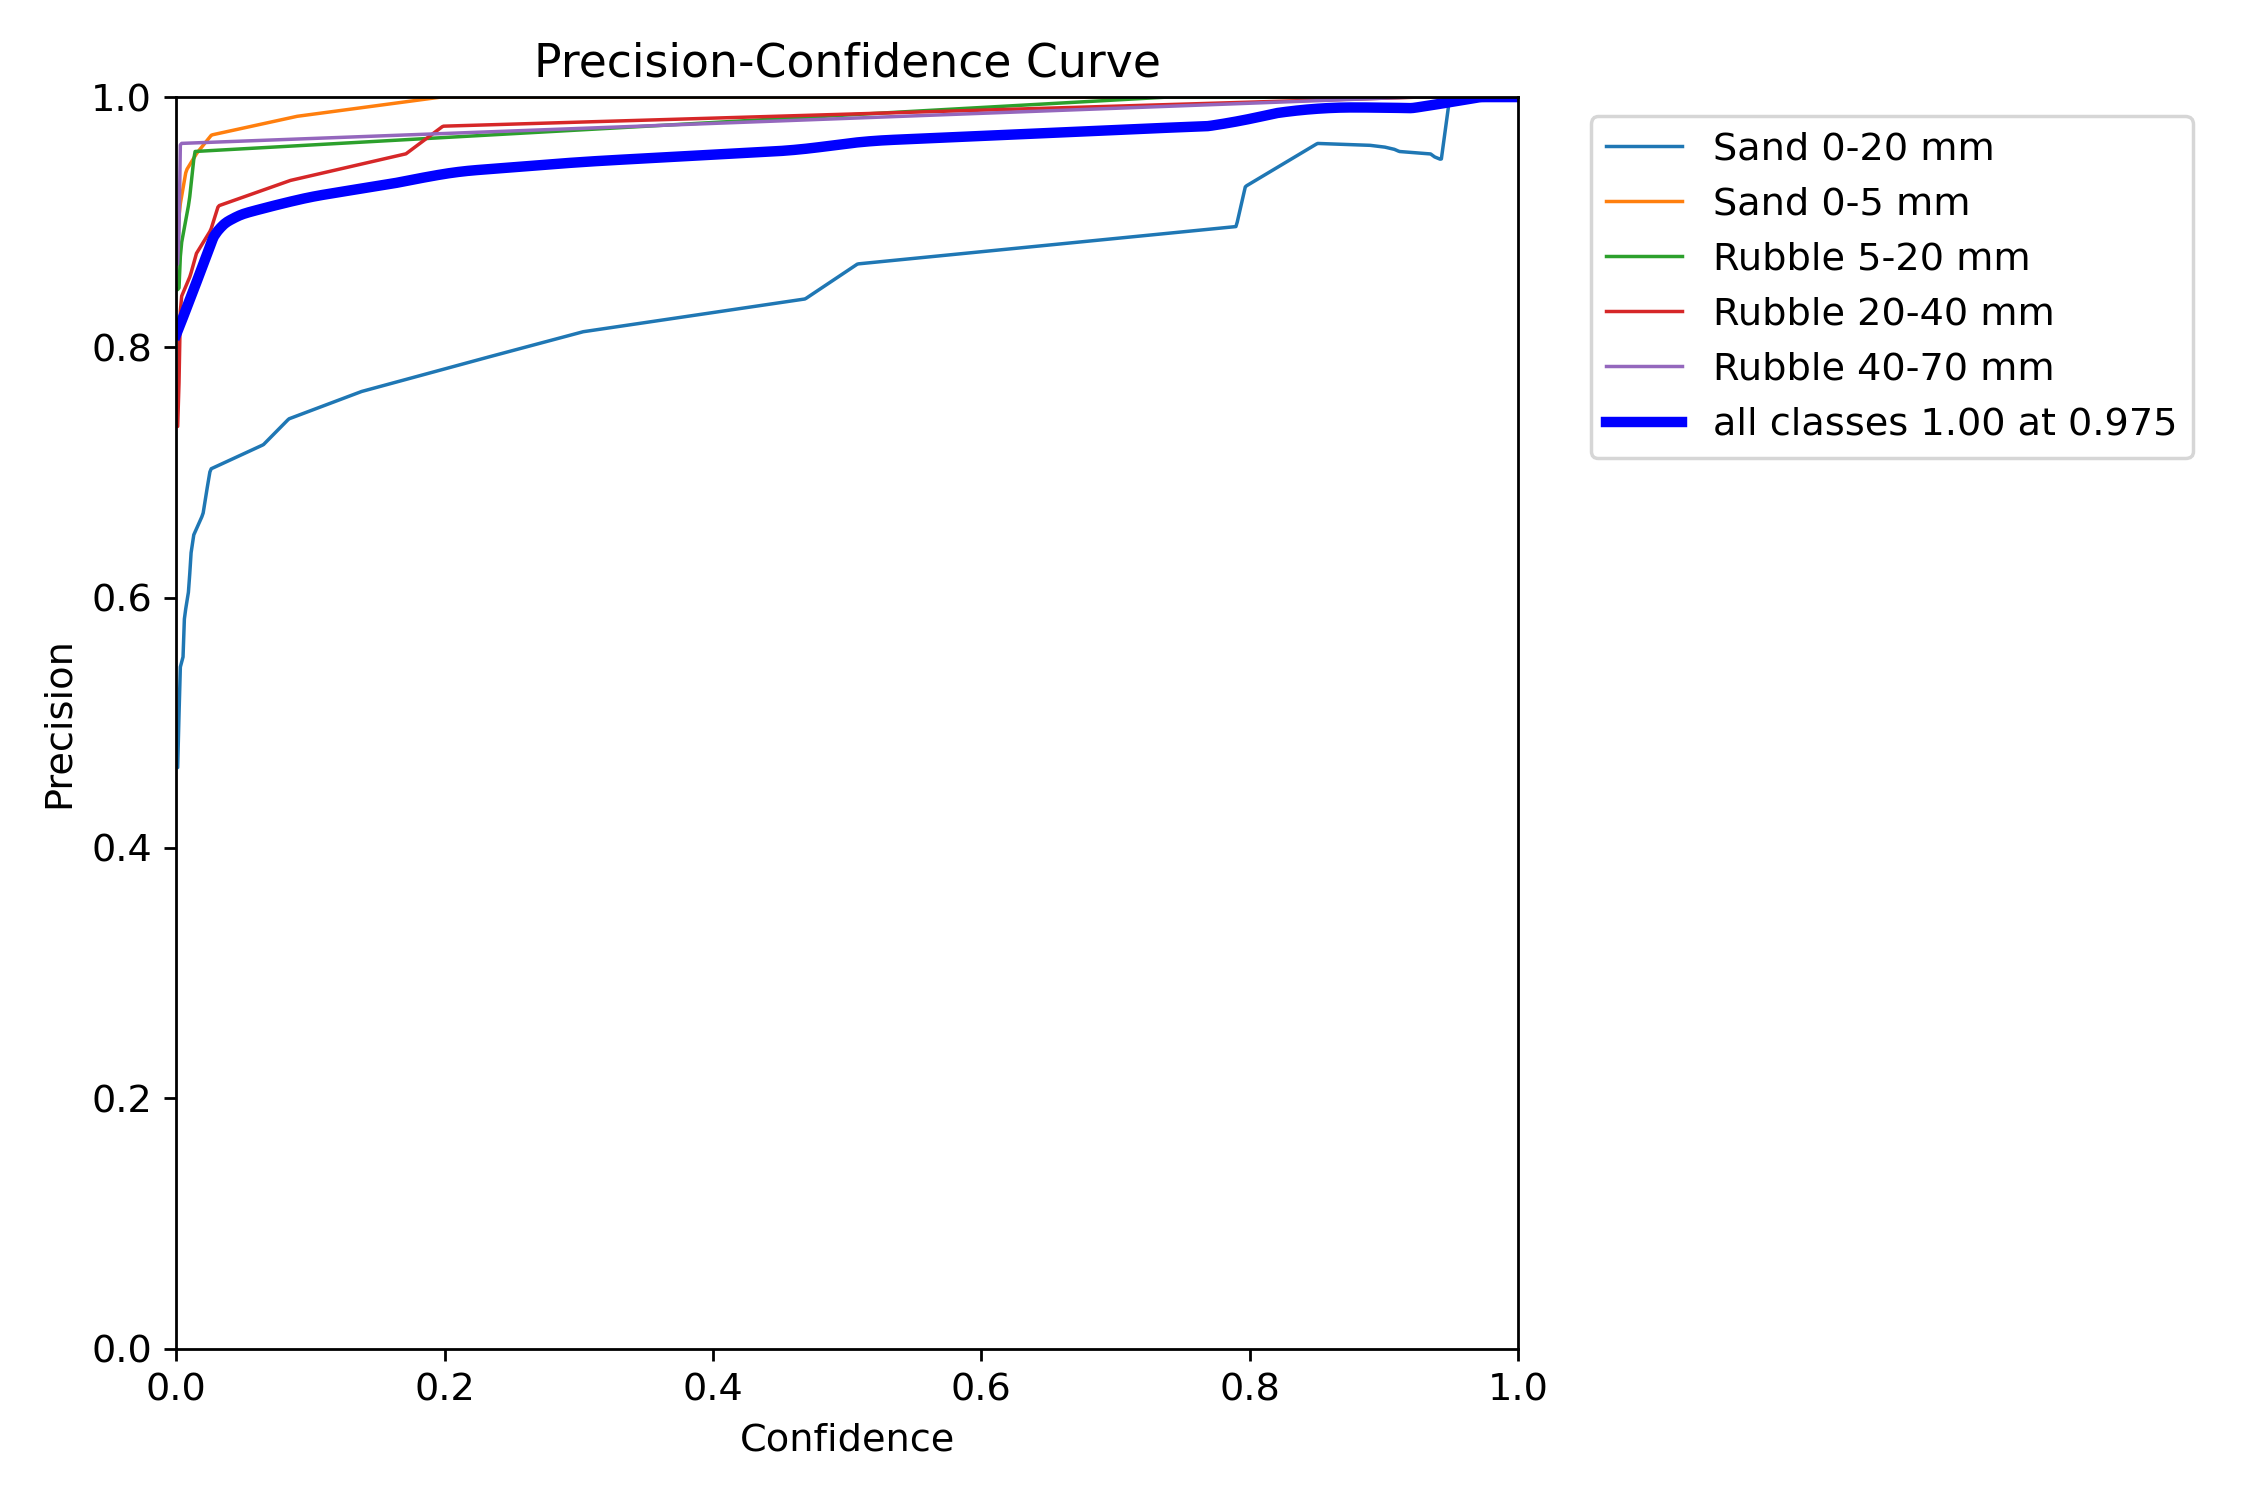 Precision-Confidence Curve
1.0
0.8
0.6
0.4
0.2
0.0
Precision
0.0 0.2 0.4 0.6 0.8 1.0
Confidence
Sand 0-20 mm
Sand 0-5 mm
Rubble 5-20 mm
Rubble 20-40 mm
Rubble 40-70 mm
all classes 1.00 at 0.975